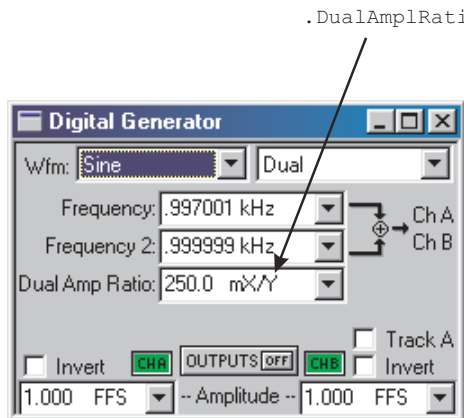 .DualAmplRati
Digital Generator
Wfm: Sine Dual
Frequency: .997001 kHz
Ch A
Frequency 2: .999999 kHz
Ch B
Dual Amp Ratio: 250.0 mX/Y
Track A
Invert CHA OUTPUTS OFF CHB Invert
1.000 FFS -- Amplitude -- 1.000 FFS